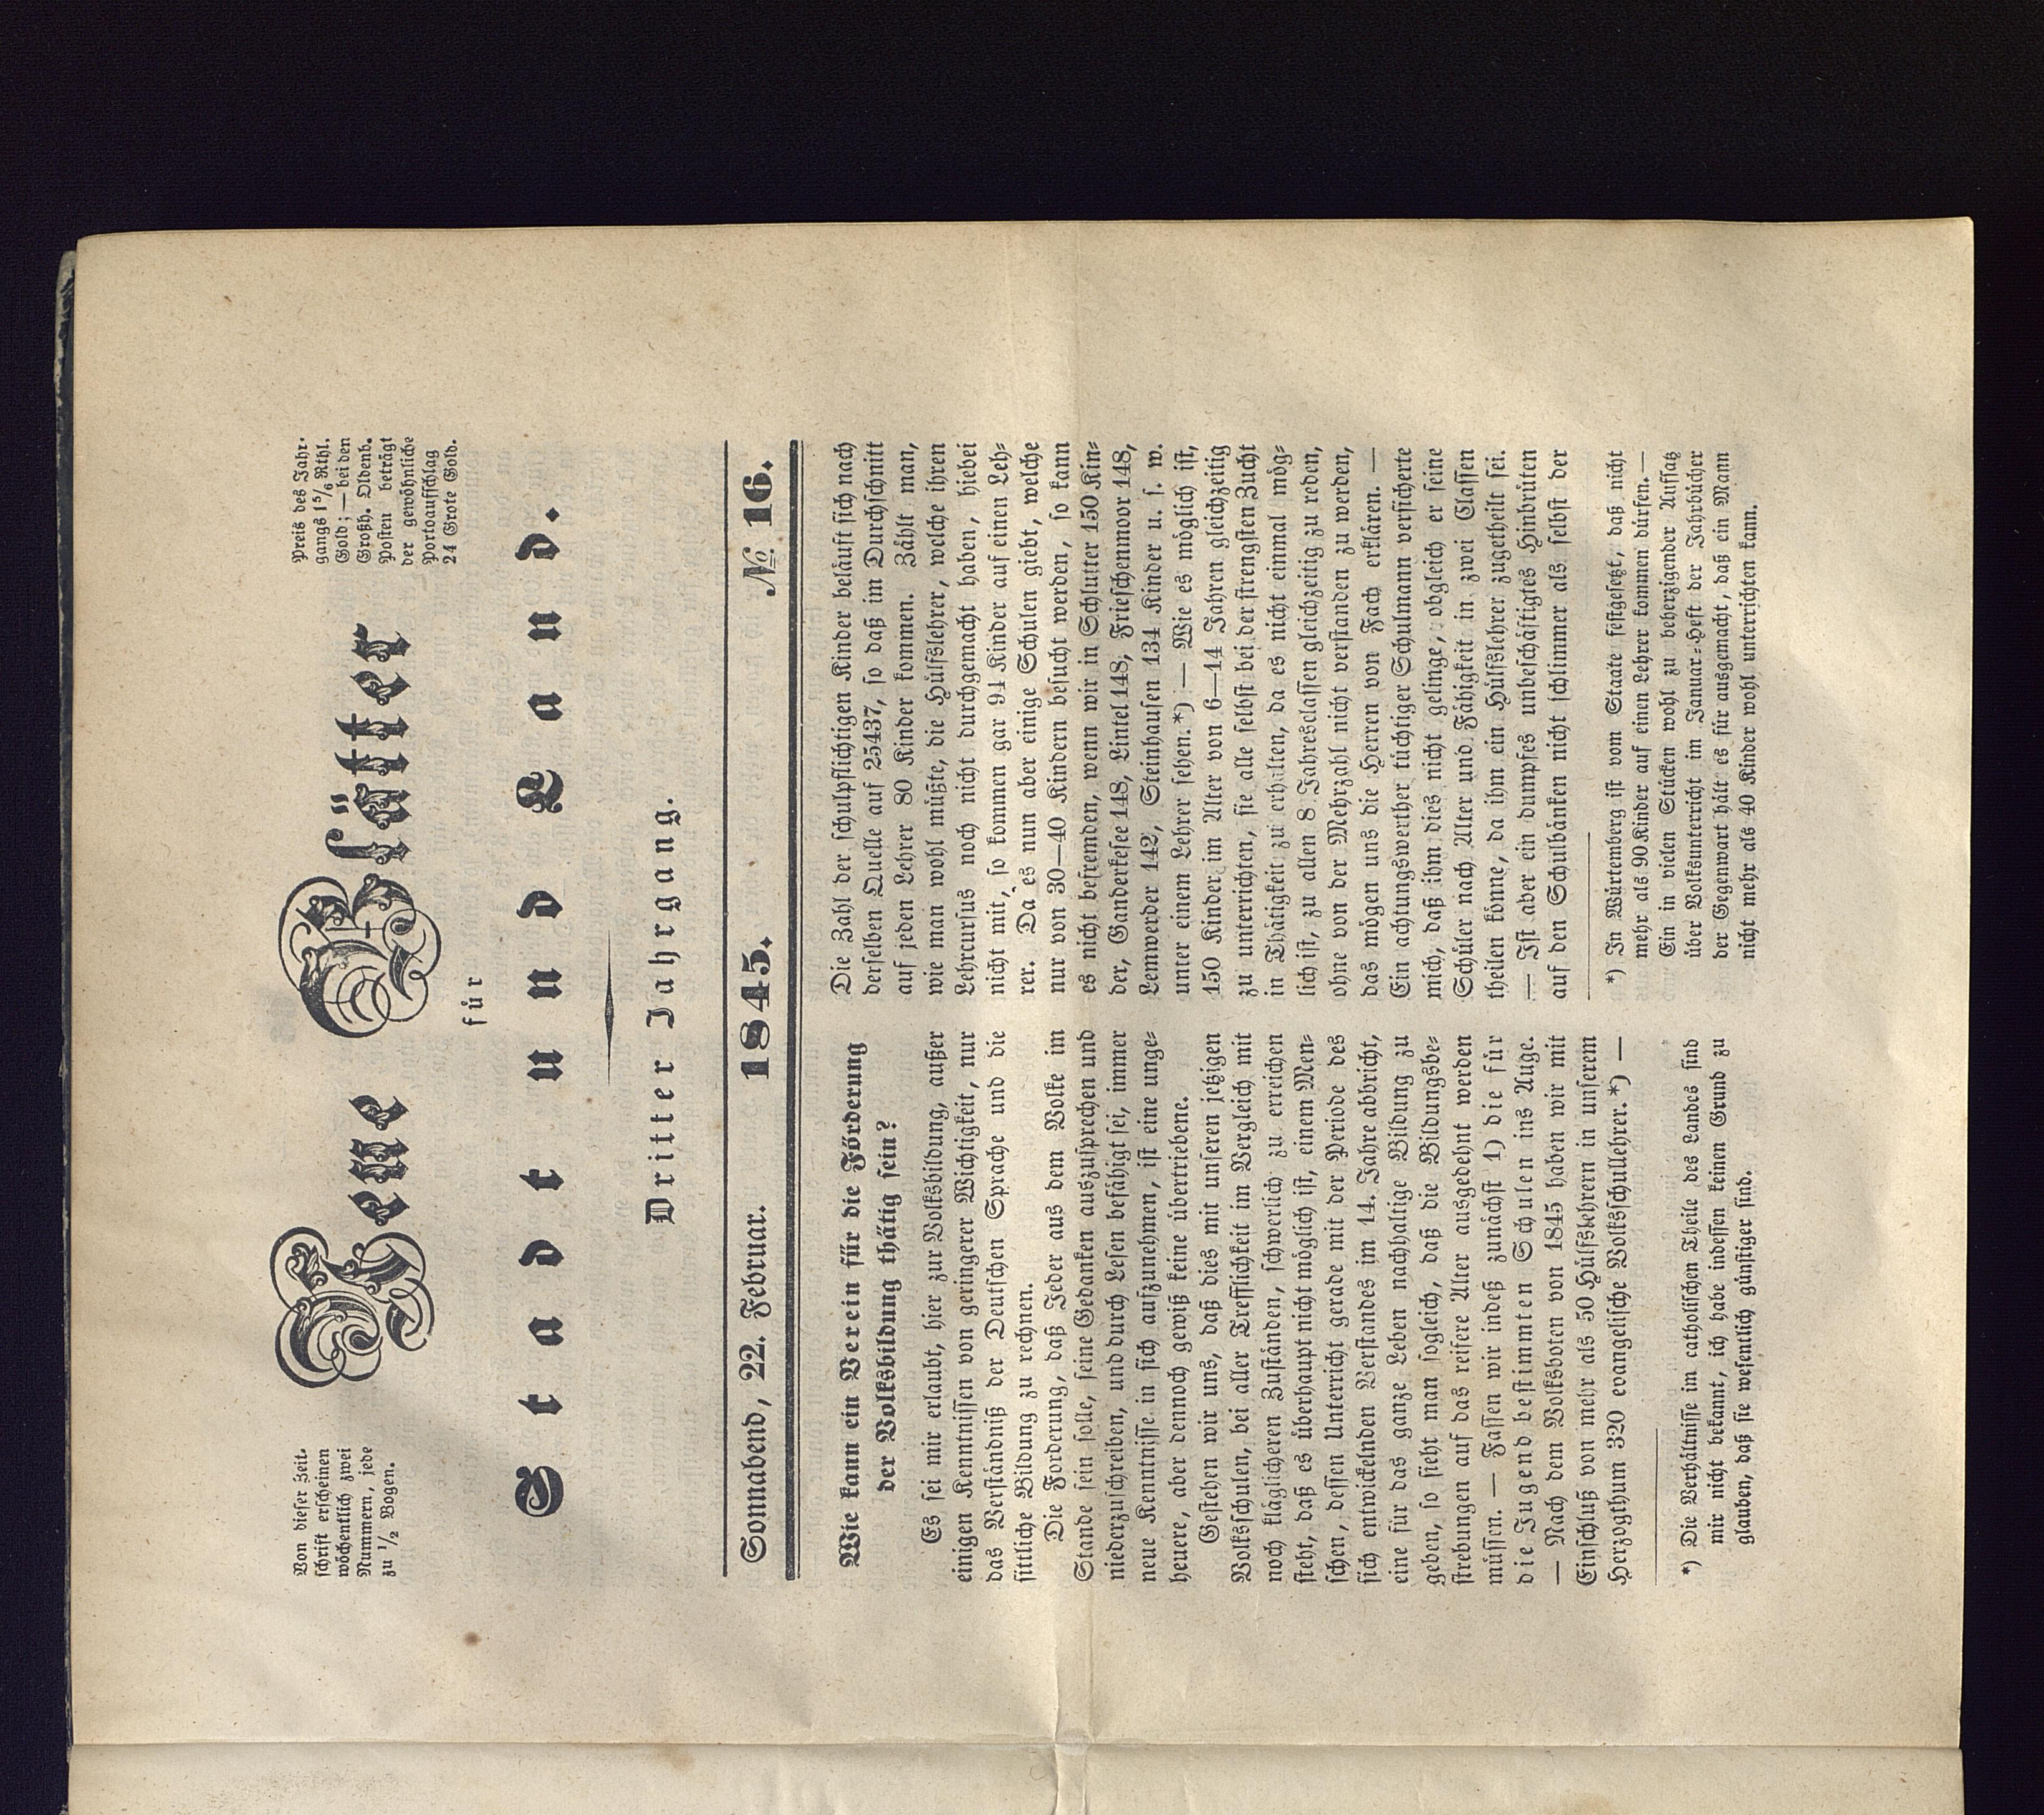 Von dieser Zeit-
schrift erscheinen
wöchentlich zwei
Nummern, jede
zu ½ Bogen.
Neue Blätter
für
Stadt und Land.
Preis des Jahr-
gangs 1⅚ Rthl.
Gold; — bei den
Großh. Oldenb.
Posten beträgt
der gewöhnliche
Portoaufschlag
24 Grote Gold.
Dritter Jahrgang.
Sonnabend, 22. Februar. 1845. № 16.
Wie kann ein Verein für die Förderung
der Volksbildung thätig sein?
Es sei mir erlaubt, hier zur Volksbildung, außer
einigen Kenntnissen von geringerer Wichtigkeit, nur
das Verständniß der Deutschen Sprache und die
sittliche Bildung zu rechnen.
Die Forderung, daß Jeder aus dem Volke im
Stande sein solle, seine Gedanken auszusprechen und
niederzuschreiben, und durch Lesen befähigt sei, immer
neue Kenntnisse in sich aufzunehmen, ist eine unge-
heuere, aber dennoch gewiß keine übertriebene.
Gestehen wir uns, daß dies mit unseren jetzigen
Volksschulen, bei aller Trefflichkeit im Vergleich mit
noch kläglicheren Zuständen, schwerlich zu erreichen
steht, daß es überhaupt nicht möglich ist, einem Men-
schen, dessen Unterricht gerade mit der Periode des
sich entwickelnden Verstandes im 14. Jahre abbricht,
eine für das ganze Leben nachhaltige Bildung zu
geben, so sieht man sogleich, daß die Bildungsbe-
strebungen auf das reifere Alter ausgedehnt werden
müssen. — Fassen wir indeß zunächst 1) die für
die Jugend bestimmten Schulen ins Auge.
— Nach dem Volksboten von 1845 haben wir mit
Einschluß von mehr als 50 Hülfslehrern in unserem
Herzogthum 320 evangelische Volksschullehrer. *) —
*) Die Verhältnisse im catholischen Theile des Landes sind
mir nicht bekannt, ich habe indessen keinen Grund zu
glauben, daß sie wesentlich günstiger sind.
Die Zahl der schulpflichtigen Kinder beläuft sich nach
derselben Quelle auf 25437, so daß im Durchschnitt
auf jeden Lehrer 80 Kinder kommen. Zählt man,
wie man wohl müßte, die Hülfslehrer, welche ihren
Lehrcursus noch nicht durchgemacht haben, hiebei
nicht mit, so kommen gar 94 Kinder auf einen Leh-
rer. Da es nun aber einige Schulen giebt, welche
nur von 30—40 Kindern besucht werden, so kann
es nicht befremden, wenn wir in Schlutter 150 Kin-
der, Ganderkesee 148, Lintel 148, Frieschenmoor 148,
Lemwerder 142, Steinhausen 134 Kinder u. s. w.
unter einem Lehrer sehen. *) — Wie es möglich ist,
150 Kinder im Alter von 6—14 Jahren gleichzeitig
zu unterrichten, sie alle selbst bei der strengsten Zucht
in Thätigkeit zu erhalten, da es nicht einmal mög-
lich ist, zu allen 8 Jahresclassen gleichzeitig zu reden,
ohne von der Mehrzahl nicht verstanden zu werden,
das mögen uns die Herren von Fach erklären. —
Ein achtungswerther tüchtiger Schulmann versicherte
mich, daß ihm dies nicht gelinge, obgleich er seine
Schüler nach Alter und Fähigkeit in zwei Classen
theilen könne, da ihm ein Hülfslehrer zugetheilt sei.
— Ist aber ein dumpfes unbeschäftigtes Hinbrüten
auf den Schulbänken nicht schlimmer als selbst der
*) In Würtenberg ist vom Staate festgesetzt, daß nicht
mehr als 90 Kinder auf einen Lehrer kommen dürfen. —
Ein in vielen Stücken wohl zu beherzigender Aufsatz
über Volksunterricht im Januar-Heft der Jahrbücher
der Gegenwart hält es für ausgemacht, daß ein Mann
nicht mehr als 40 Kinder wohl unterrichten kann.